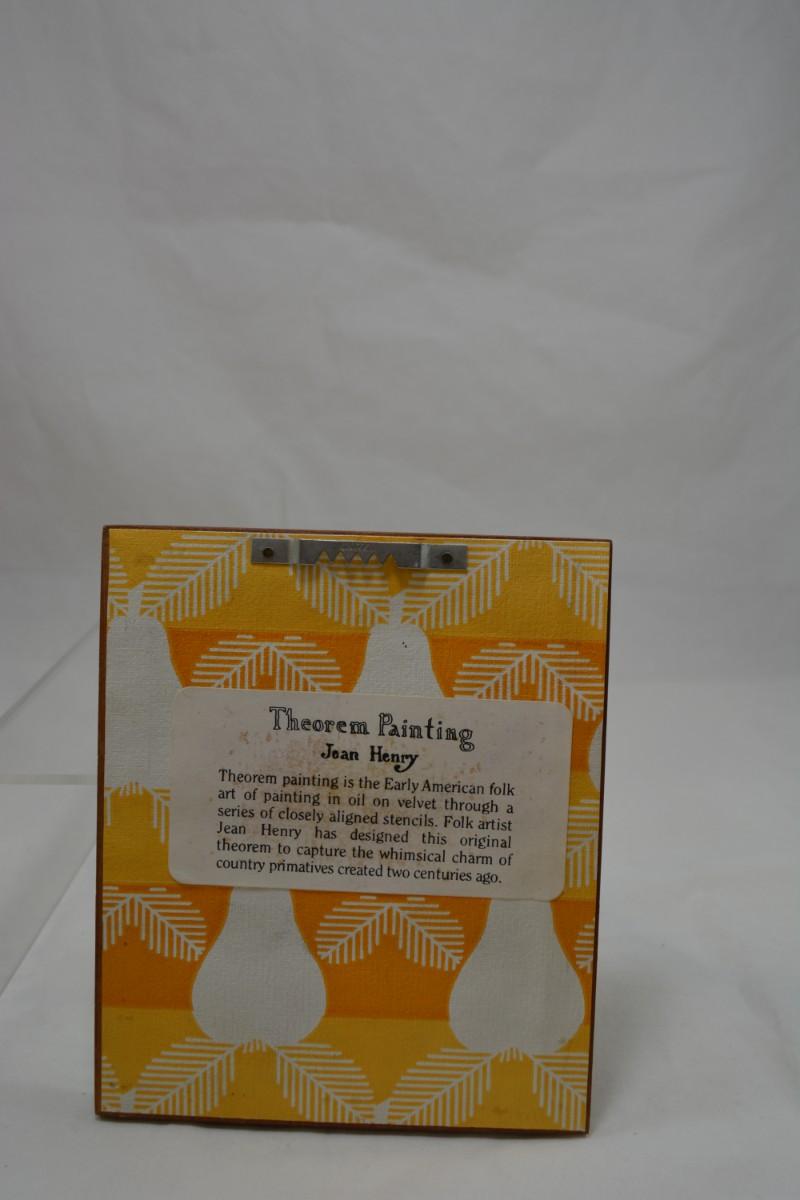 Theorem Painting
Jean Henry
Theorem painting is the Early American folk
art of painting in oil on velvet through a
series of closely aligned stencils. Folk artist
Jean Henry has designed this original
theorem to capture the whimsical charm of
country primatives created two centuries ago.